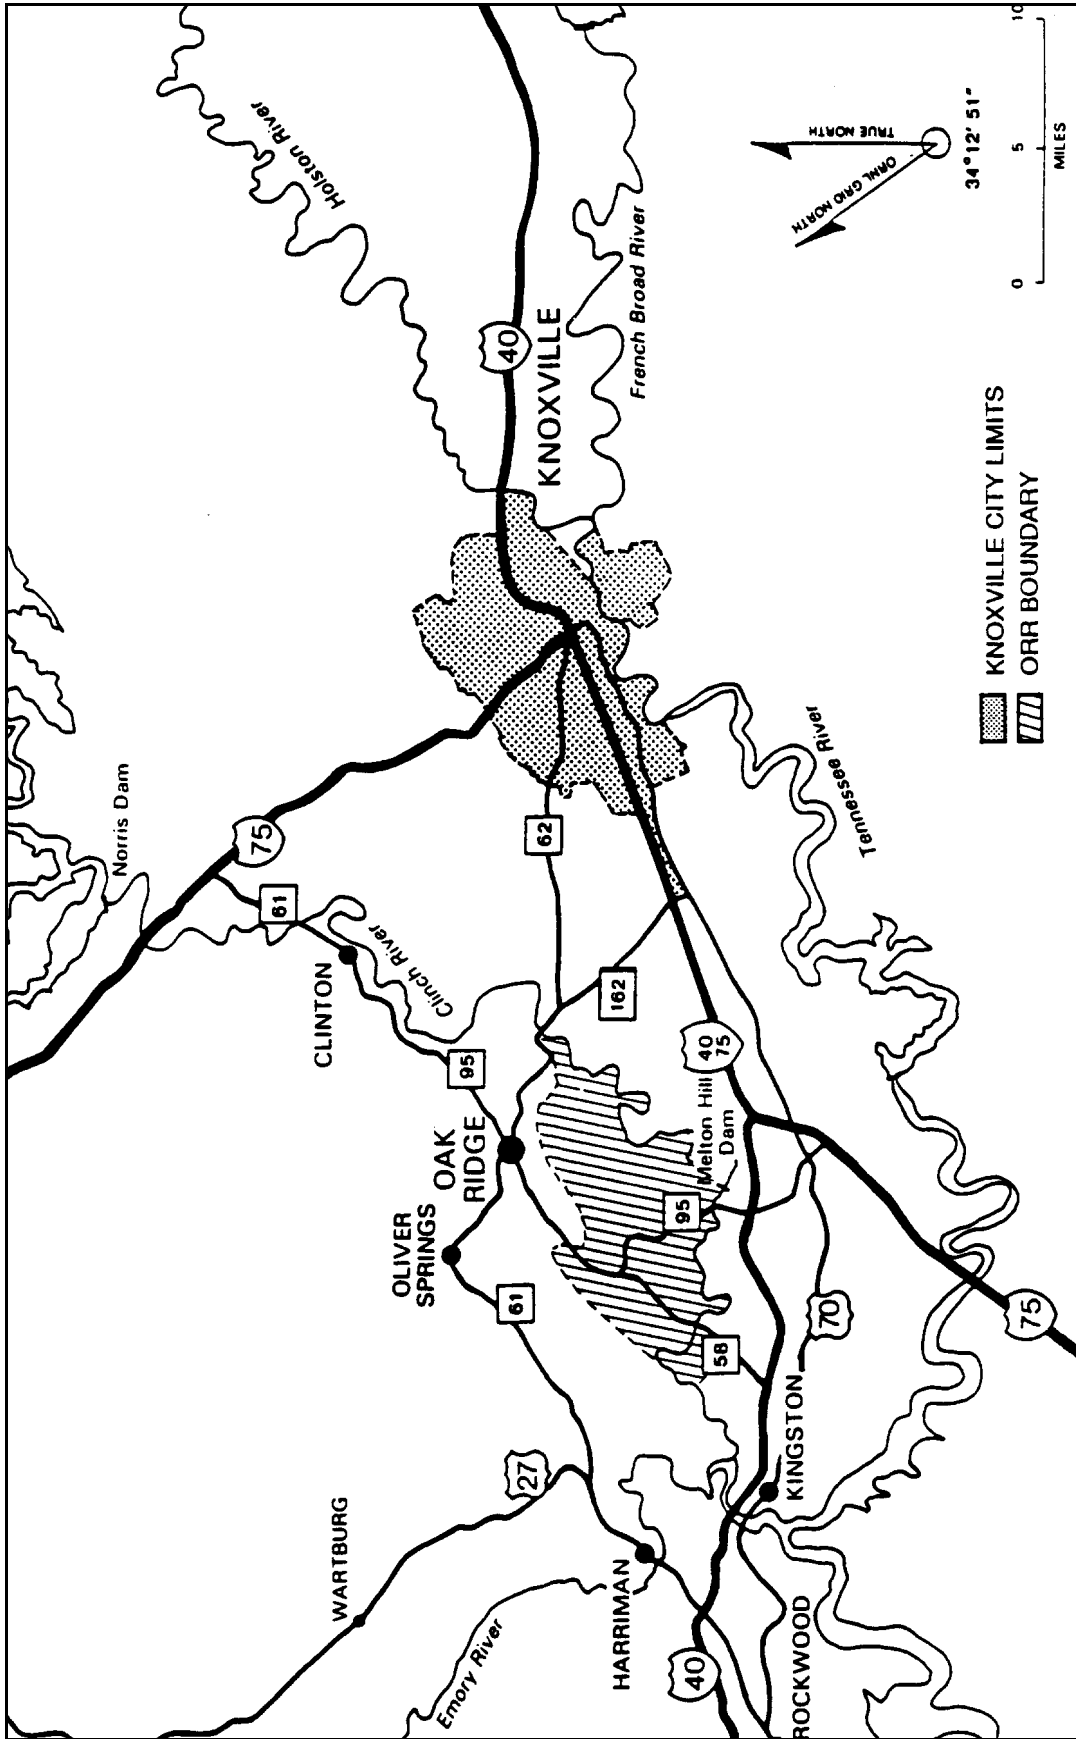 Holston River
40
KNOXVILLE
French Broad River
TRUE NORTH
ORNL GRID NORTH
34°12' 51"
0
5
10
MILES
KNOXVILLE CITY LIMITS
ORR BOUNDARY
Norris Dam
75
61
CLINTON
Clinch River
62
162
95
Tennessee River
40
75
OAK
RIDGE
Melton Hill
Dam
95
OLIVER
SPRINGS
61
58
70
75
27
KINGSTON
WARTBURG
HARRIMAN
Emory River
40
ROCKWOOD